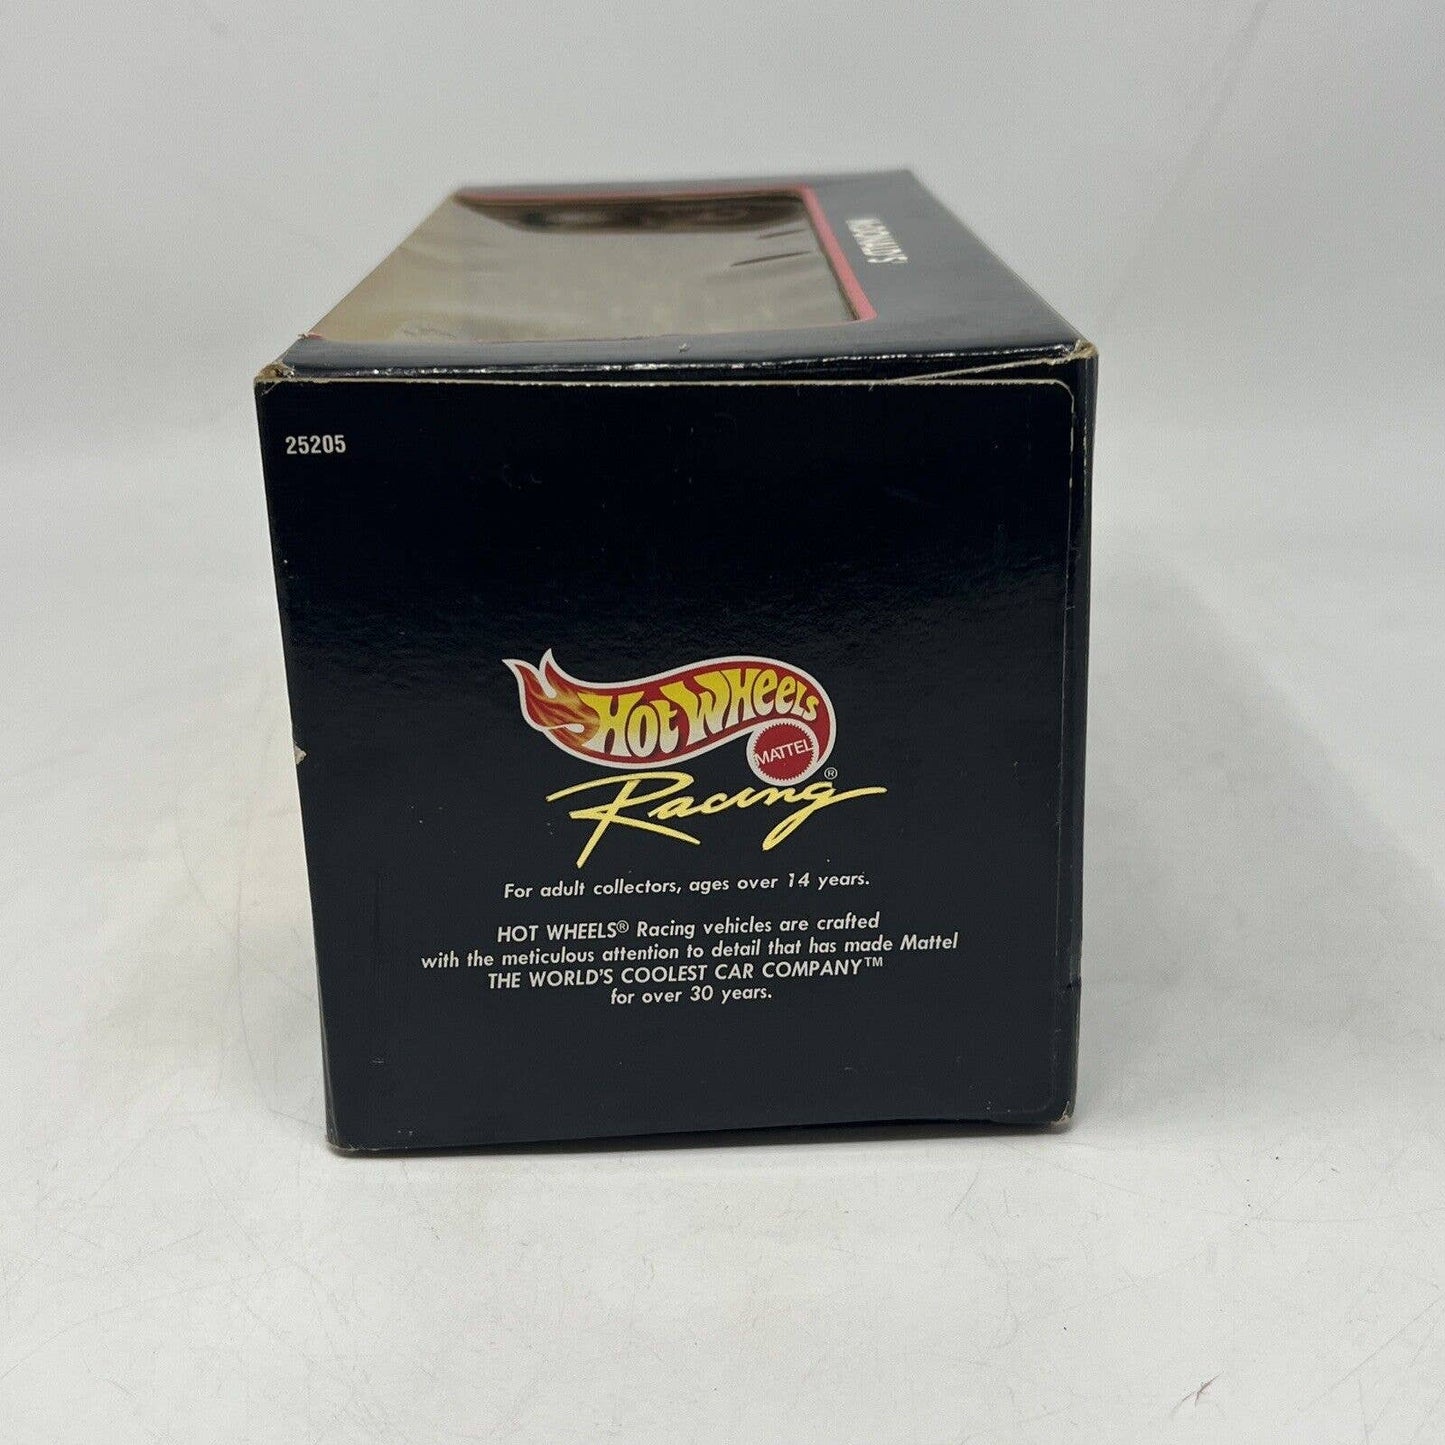 McDONALD'S®
25205
HOT WHEELS
MATTEL
Racing®
For adult collectors, ages over 14 years.
HOT WHEELS® Racing vehicles are crafted
with the meticulous attention to detail that has made Mattel
THE WORLD'S COOLEST CAR COMPANY™
for over 30 years.